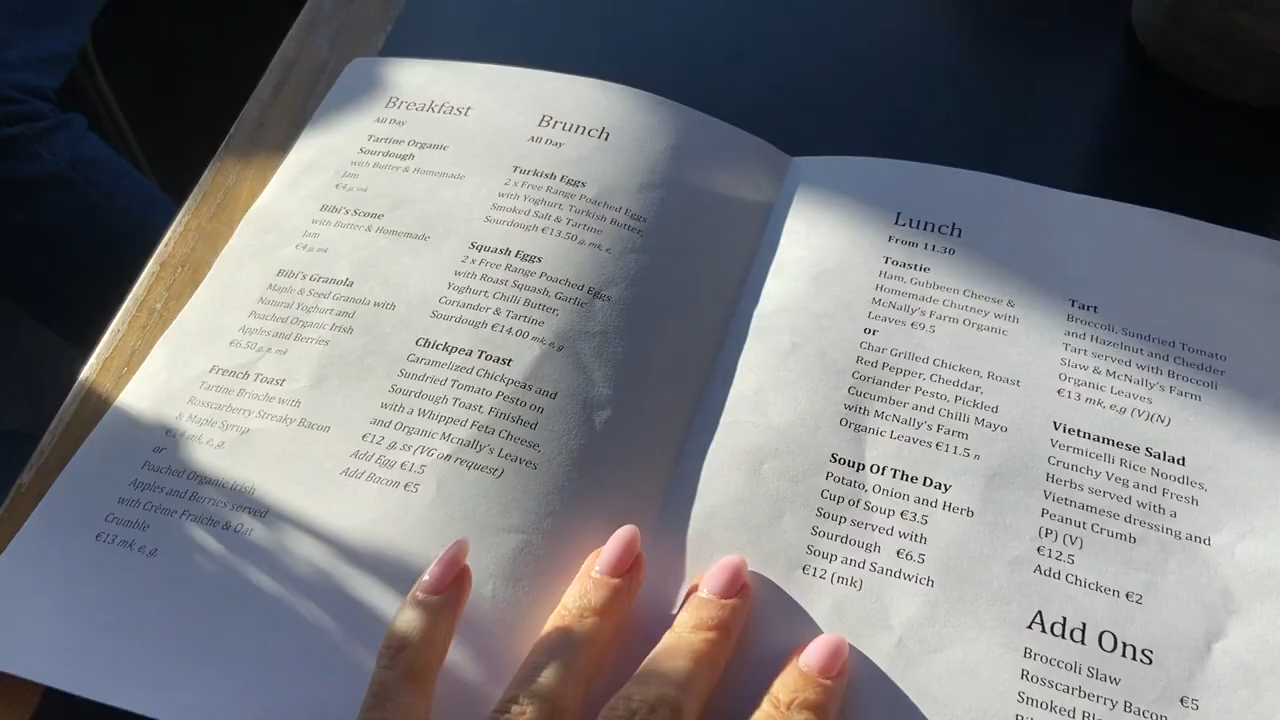 Breakfast
All Day
Tartine Organic
Sourdough
with Butter & Homemade
Jam
€4 g, mk
Bibi's Scone
with Butter & Homemade
Jam
€4 g, mk
Bibi's Granola
Maple & Seed Granola with
Natural Yoghurt and
Poached Organic Irish
Apples and Berries
€6.50 g, p, mk
French Toast
Tartine Brioche with
Rosscarberry Streaky Bacon
& Maple Syrup
€14 mk, e, g.
or
Poached Organic Irish
Apples and Berries served
with Crème Fraiche & Oat
Crumble
€13 mk, e, g.
Brunch
All Day
Turkish Eggs
2 x Free Range Poached Eggs
with Yoghurt, Turkish Butter,
Smoked Salt & Tartine
Sourdough €13.50 g, mk, e,
Squash Eggs
2 x Free Range Poached Eggs
with Roast Squash, Garlic
Yoghurt, Chilli Butter,
Coriander & Tartine
Sourdough €14.00 mk, e, g
Chickpea Toast
Caramelized Chickpeas and
Sundried Tomato Pesto on
Sourdough Toast, Finished
with a Whipped Feta Cheese,
and Organic Mcnally's Leaves
€12 g, ss (VG on request)
Add Egg €1.5
Add Bacon €5
Lunch
From 11.30
Toastie
Ham, Gubbeen Cheese &
Homemade Chutney with
McNally's Farm Organic
Leaves €9.5
or
Char Grilled Chicken, Roast
Red Pepper, Cheddar,
Coriander Pesto, Pickled
Cucumber and Chilli Mayo
with McNally's Farm
Organic Leaves €11.5 n
Soup Of The Day
Potato, Onion and Herb
Cup of Soup €3.5
Soup served with
Sourdough €6.5
Soup and Sandwich
€12 (mk)
Tart
Broccoli, Sundried Tomato
and Hazelnut and Chedder
Tart served with Broccoli
Slaw & McNally's Farm
Organic Leaves
€13 mk, e,g (V)(N)
Vietnamese Salad
Vermicelli Rice Noodles,
Crunchy Veg and Fresh
Herbs served with a
Vietnamese dressing and
Peanut Crumb
(P) (V)
€12.5
Add Chicken €2
Add Ons
Broccoli Slaw €5
Rosscarberry Bacon
Smoked